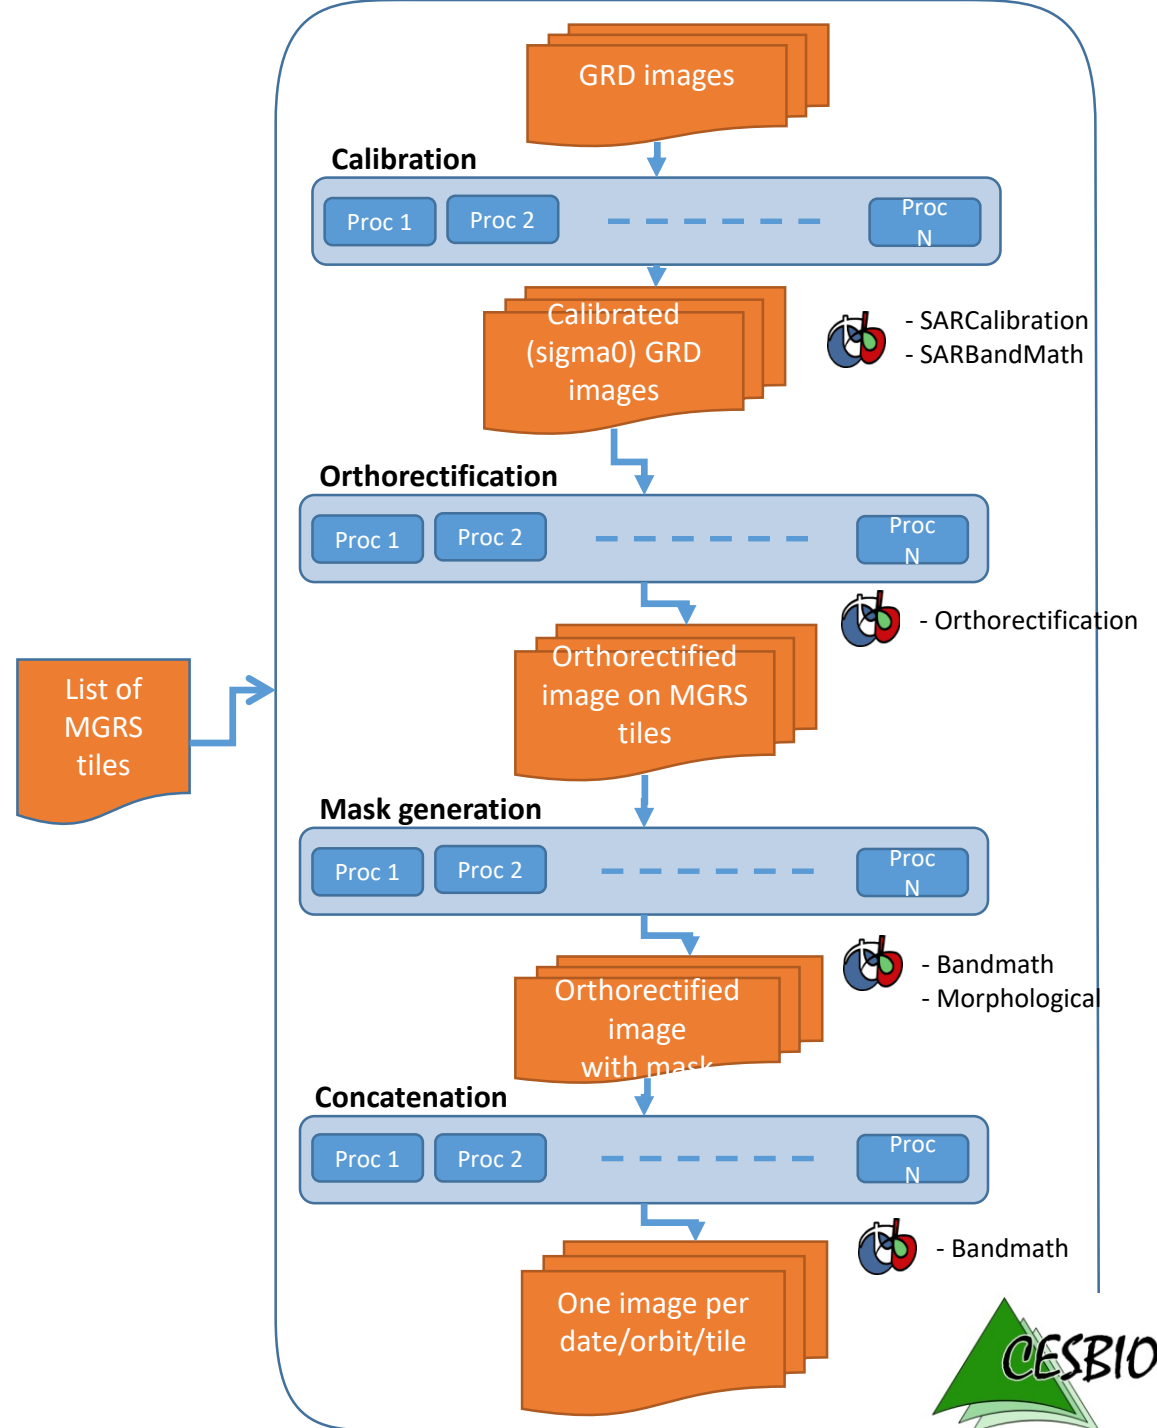 GRD images
Calibration
Proc 1
Proc 2
Proc
N
Calibrated
(sigma0) GRD
images
- SARCalibration
- SARBandMath
Orthorectification
Proc 1
Proc 2
Proc
N
- Orthorectification
List of
MGRS
tiles
Orthorectified
image on MGRS
tiles
Mask generation
Proc 1
Proc 2
Proc
N
- Bandmath
- Morphological
Orthorectified
image
with mask
Concatenation
Proc 1
Proc 2
Proc
N
- Bandmath
One image per
date/orbit/tile
CESBIO